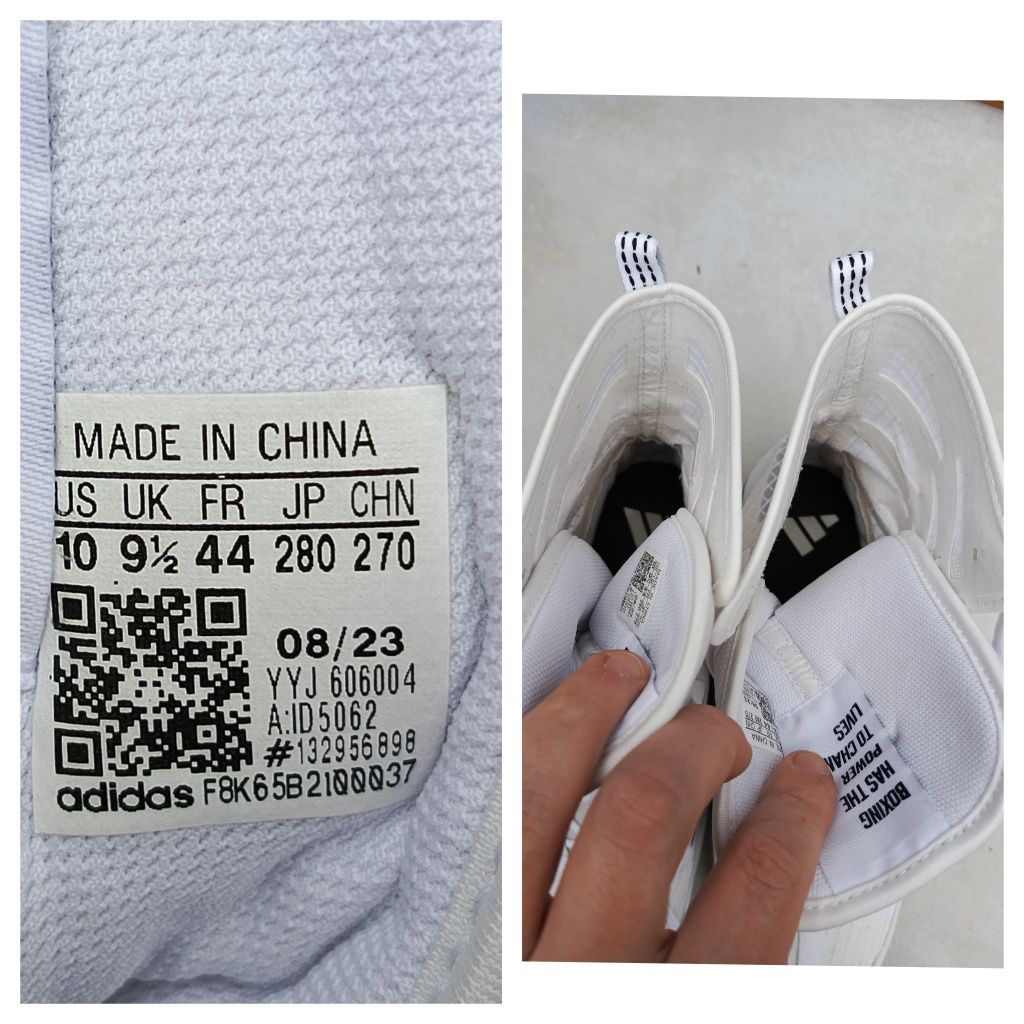 MADE IN CHINA
US UK FR JP CHN
10 9½ 44 280 270
08/23
YYJ 606004
A:ID5062
#132956898
adidas F8K65B2100037
BOXING
HAS THE
POWER
TO CHAN
LIVES